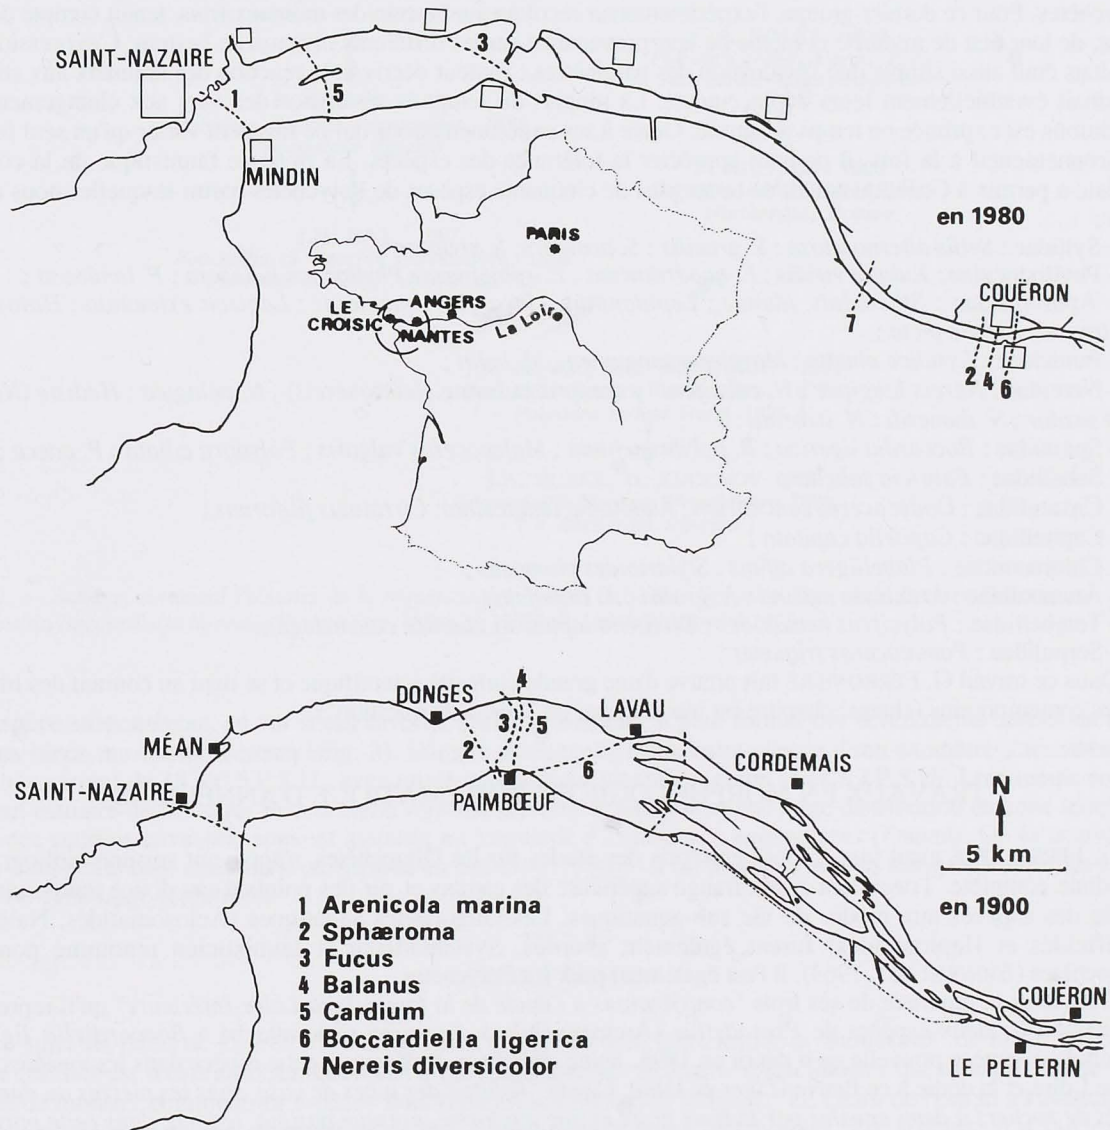 SAINT-NAZAIRE
1
5
3
MINDIN
en 1980
PARIS
ANGERS
LE CROISIC
NANTES
La Loire
7
COUËRON
2 4 6
4
DONGES
3 5
LAVAU
MÉAN
2
6
CORDEMAIS
SAINT-NAZAIRE
1
PAIMBŒUF
7
N
5 km
en 1900
1 Arenicola marina
2 Sphæroma
3 Fucus
4 Balanus
5 Cardium
6 Boccardiella ligerica
7 Nereis diversicolor
COUËRON
LE PELLERIN